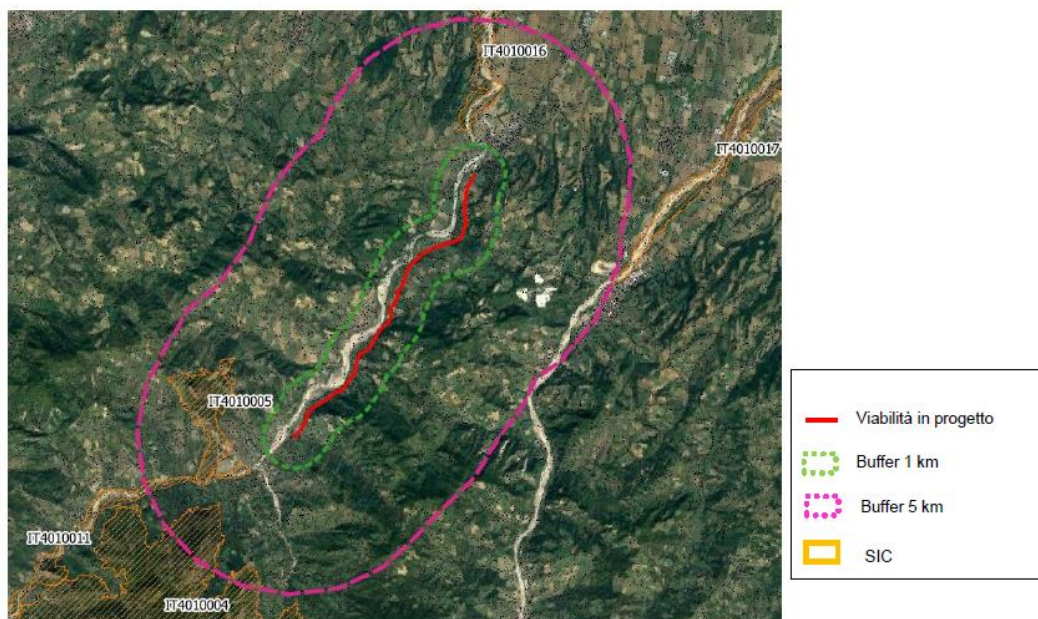 IT4010016
IT4010017
IT4010005
IT4010011
IT4010004
Viabilità in progetto
Buffer 1 km
Buffer 5 km
SIC